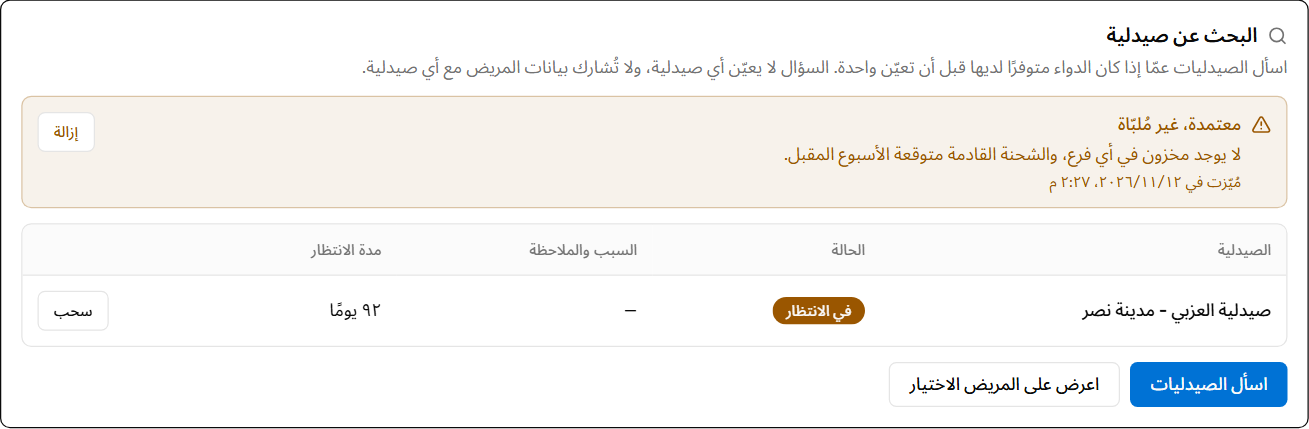 البحث عن صيدلية
اسأل الصيدليات عمّا إذا كان الدواء متوفرًا لديها قبل أن تعيّن واحدة. السؤال لا يعيّن أي صيدلية، ولا تُشارك بيانات المريض مع أي صيدلية.
معتمدة، غير مُلبّاة
إزالة
لا يوجد مخزون في أي فرع، والشحنة القادمة متوقعة الأسبوع المقبل.
مُيّزت في ٢٠٢٦/١١/١٢، ٢:٢٧ م
الصيدلية الحالة السبب والملاحظة مدة الانتظار
صيدلية العزبي - مدينة نصر في الانتظار – ٩٢ يومًا سحب
اسأل الصيدليات اعرض على المريض الاختيار